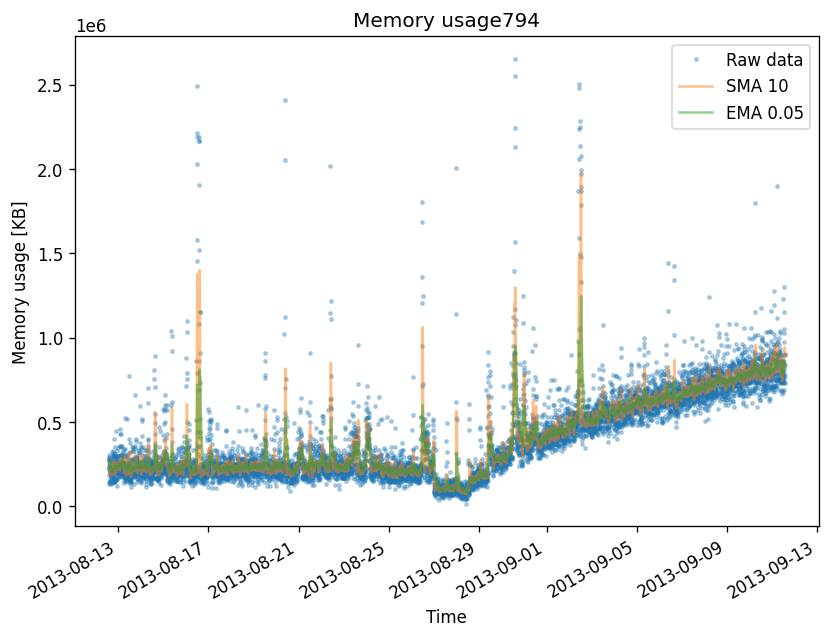 Memory usage794
1e6
Raw data
SMA 10
EMA 0.05
2.5
2.0
1.5
1.0
0.5
0.0
Memory usage [KB]
2013-08-13
2013-08-17
2013-08-21
2013-08-25
2013-08-29
2013-09-01
2013-09-05
2013-09-09
2013-09-13
Time